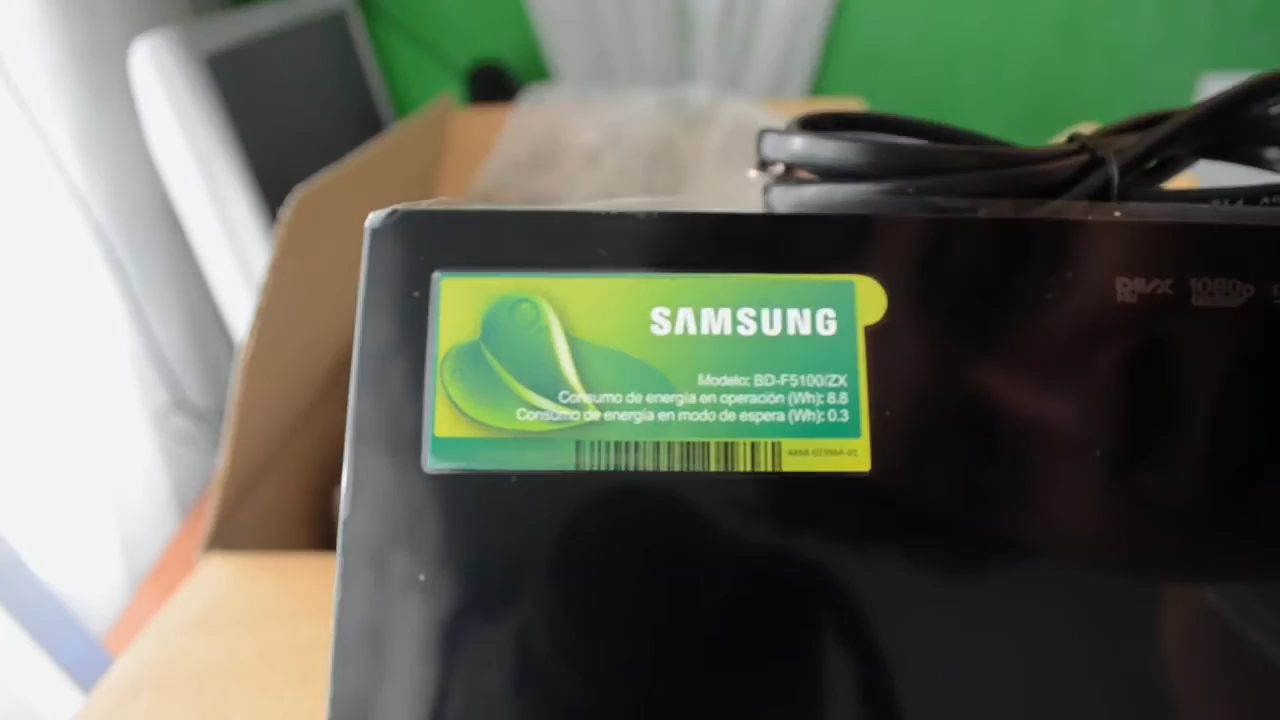 SAMSUNG
Modelo: BD-F5100/ZX
Consumo de energía en operación (Wh): 8.8
Consumo de energía en modo de espera (Wh): 0.3
DIVX 1080p
HD